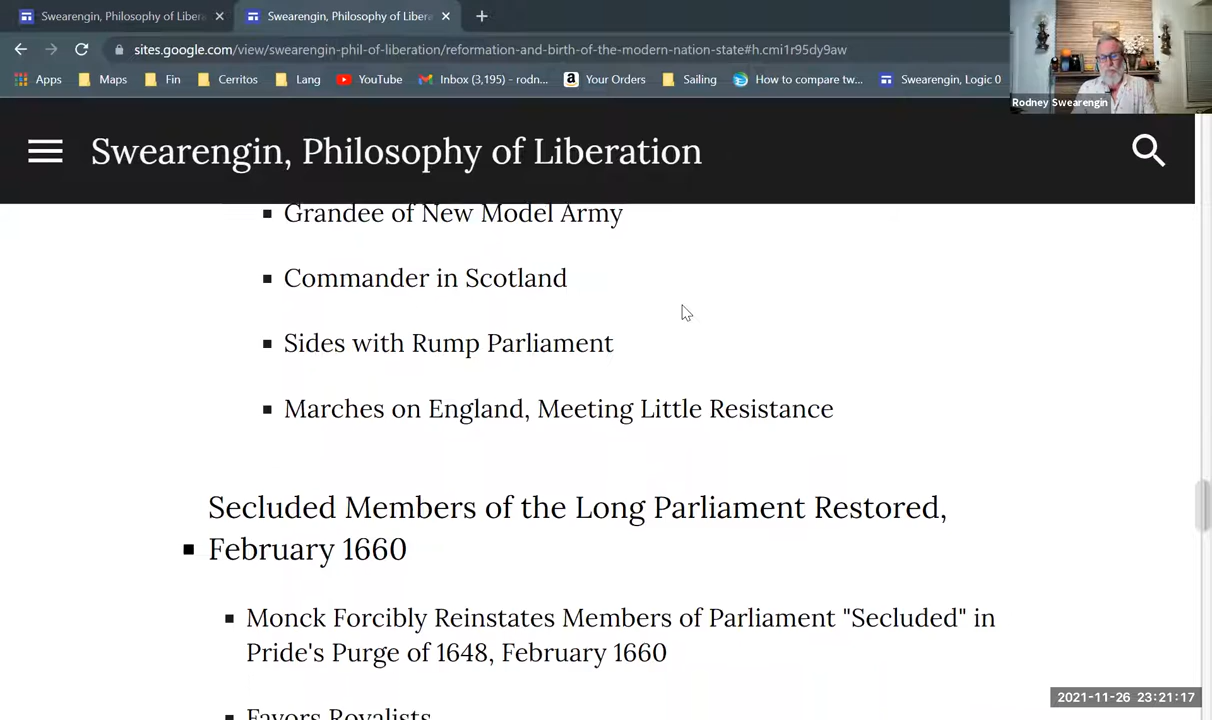 Swearengin, Philosophy of Liber
Swearengin, Philosophy of Liber
sites.google.com/view/swearengin-phil-of-liberation/reformation-and-birth-of-the-modern-nation-state#h.cmi1r95dy9aw
Apps Maps Fin Cerritos Lang YouTube Inbox (3,195) - rodn... Your Orders Sailing How to compare tw... Swearengin, Logic 0
Rodney Swearengin
Swearengin, Philosophy of Liberation
Grandee of New Model Army
Commander in Scotland
Sides with Rump Parliament
Marches on England, Meeting Little Resistance
Secluded Members of the Long Parliament Restored,
February 1660
Monck Forcibly Reinstates Members of Parliament "Secluded" in
Pride's Purge of 1648, February 1660
Favors Royalists
2021-11-26 23:21:17